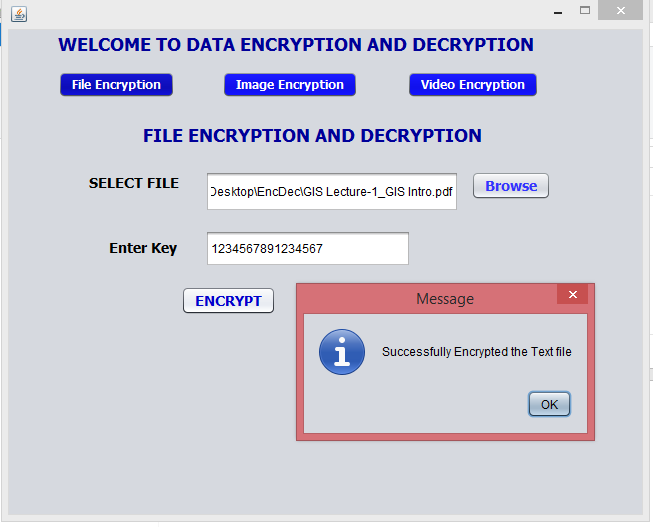 WELCOME TO DATA ENCRYPTION AND DECRYPTION
File Encryption Image Encryption Video Encryption
FILE ENCRYPTION AND DECRYPTION
SELECT FILE Desktop\EncDec\GIS Lecture-1_GIS Intro.pdf Browse
Enter Key 1234567891234567
ENCRYPT
Message
Successfully Encrypted the Text file
OK